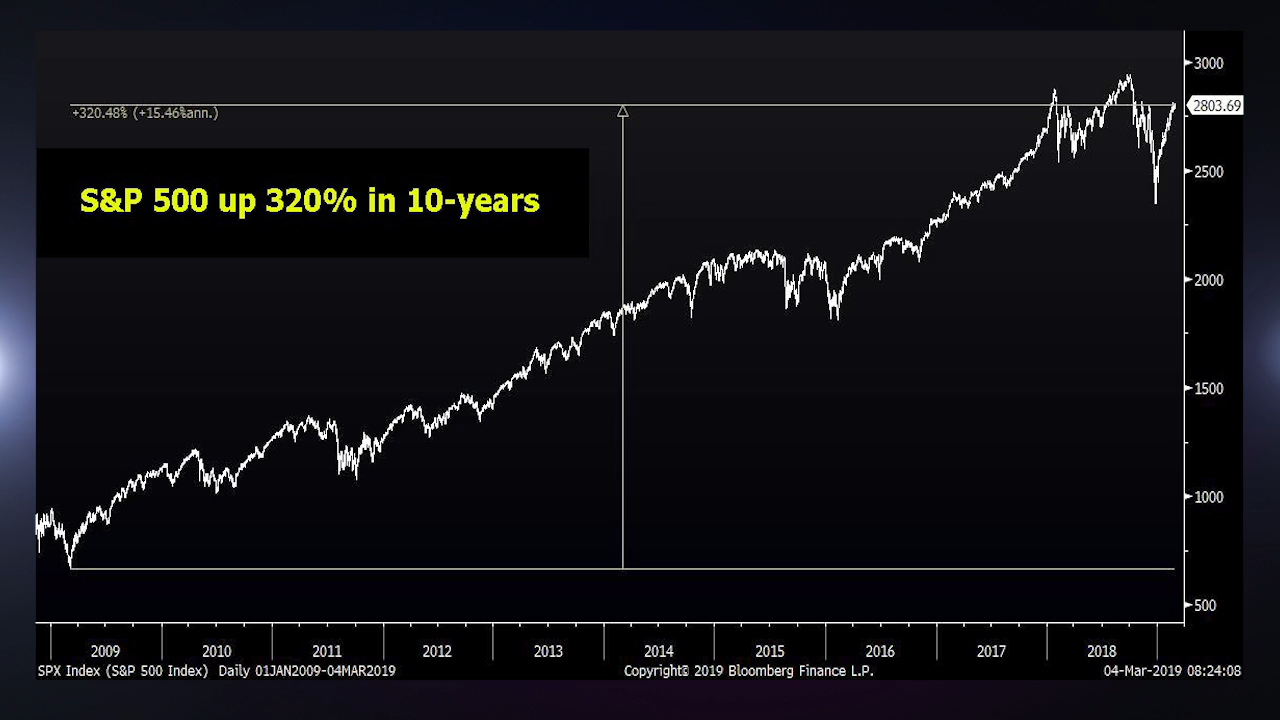 3000
+320.48% (+15.46%ann.)
2803.69
2500
S&P 500 up 320% in 10-years
2000
1500
1000
500
2009 2010 2011 2012 2013 2014 2015 2016 2017 2018
SPX Index (S&P 500 Index) Daily 01JAN2009-04MAR2019 Copyright© 2019 Bloomberg Finance L.P. 04-Mar-2019 08:24:08